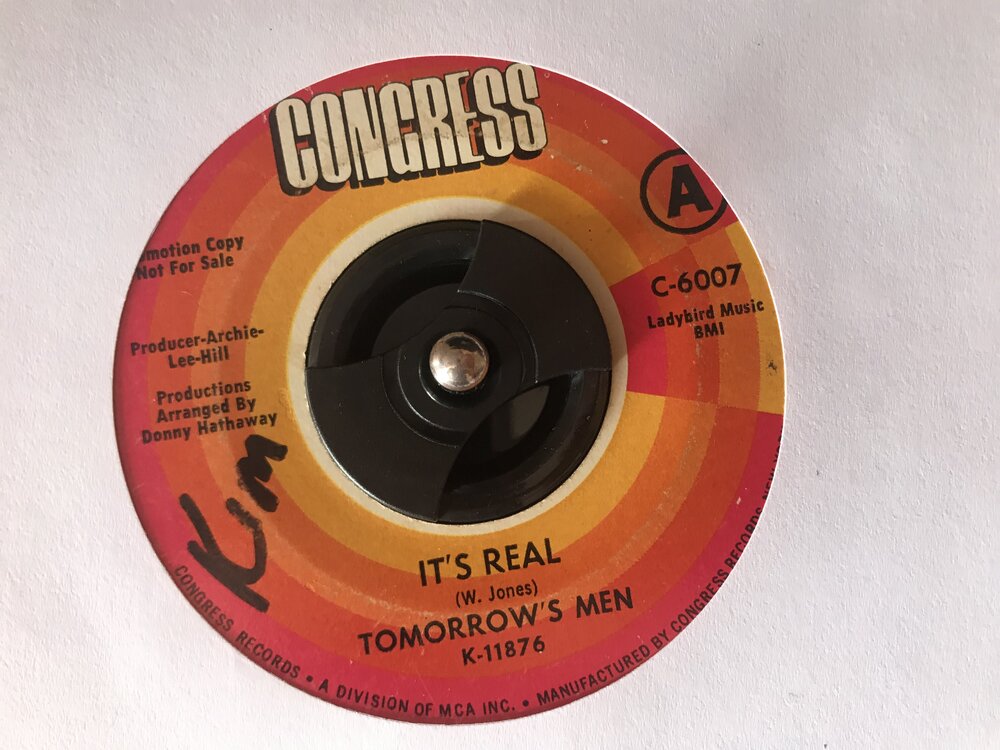 CONGRESS
A
motion Copy
Not For Sale
C-6007
Ladybird Music
BMI
Producer-Archie-
Lee-Hill
Productions
Arranged By
Donny Hathaway
Kim
IT'S REAL
(W. Jones)
TOMORROW'S MEN
K-11876
CONGRESS RECORDS • A DIVISION OF MCA INC. • MANUFACTURED BY CONGRESS RECORDS